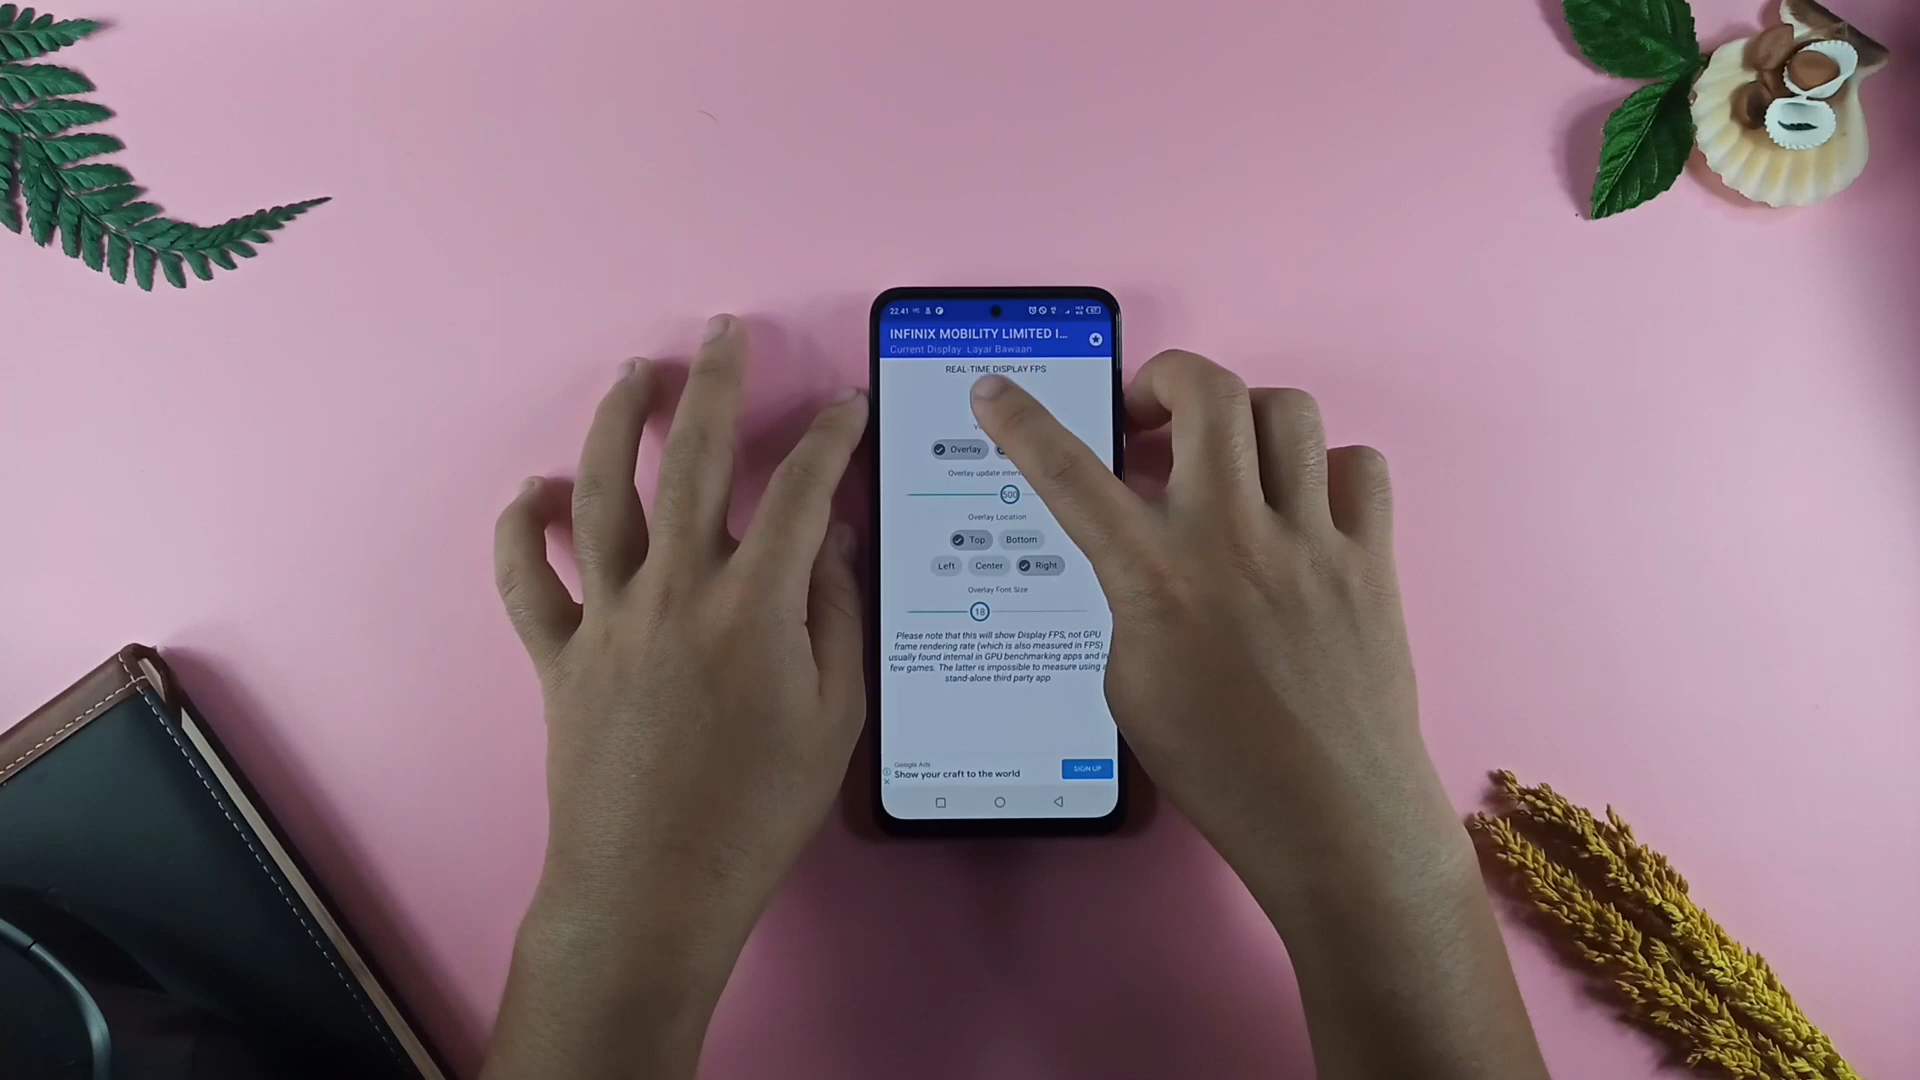 22.41
INFINIX MOBILITY LIMITED I...
Current Display: Layar Bawaan
REAL-TIME DISPLAY FPS
Overlay
Overlay update interv
500
Overlay Location
Top Bottom
Left Center Right
Overlay Font Size
18
Please note that this will show Display FPS, not GPU
frame rendering rate (which is also measured in FPS)
usually found internal in GPU benchmarking apps and in
few games. The latter is impossible to measure using a
stand-alone third party app
Google Ads
Show your craft to the world
SIGN UP